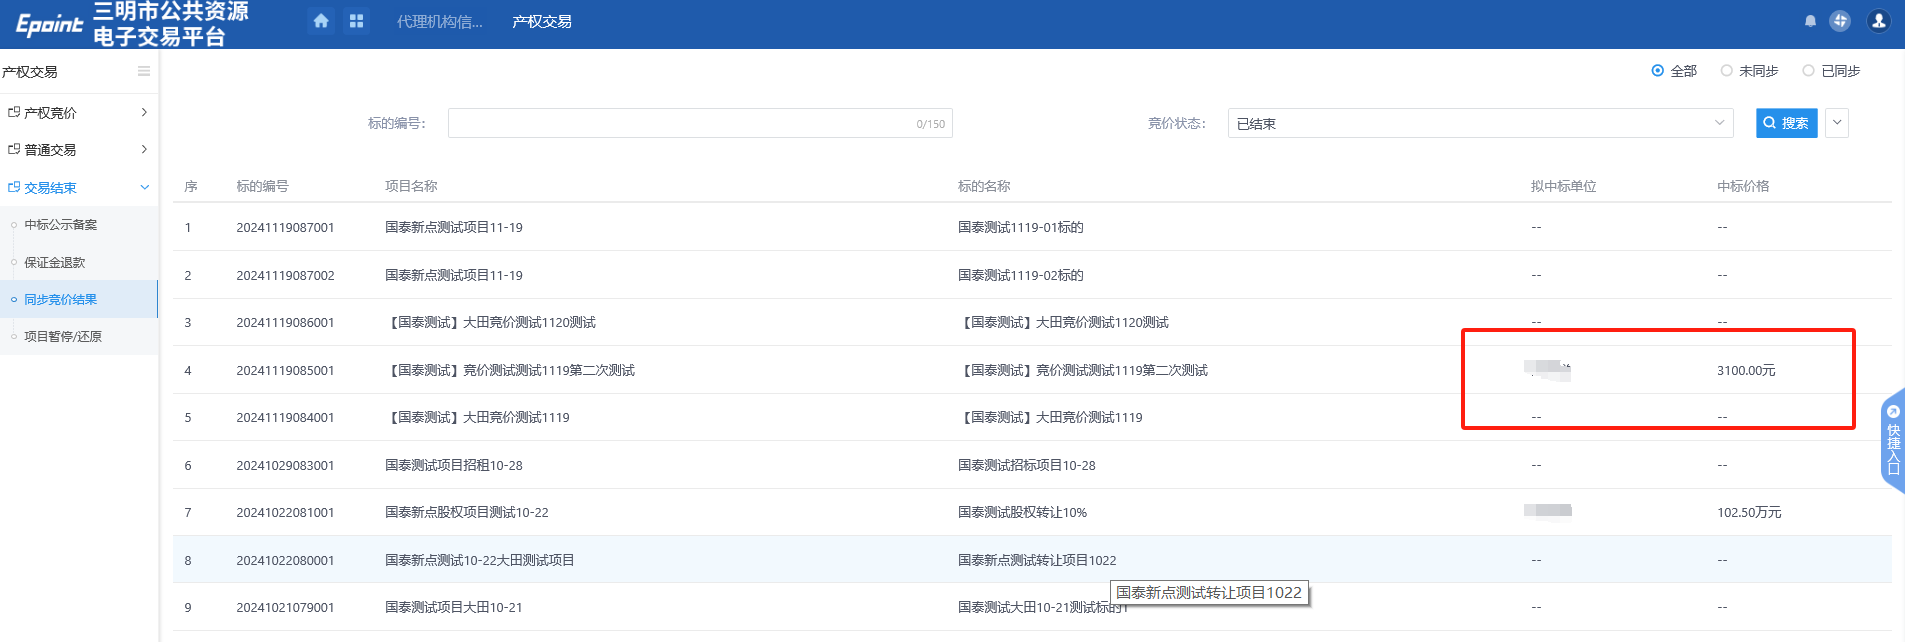 Epoint 三明市公共资源
电子交易平台
代理机构信... 产权交易
产权交易
全部 未同步 已同步
产权竞价
普通交易
交易结束
中标公示备案
保证金退款
同步竞价结果
项目暂停/还原
标的编号: 0/150 竞价状态: 已结束 搜索
序 标的编号 项目名称 标的名称 拟中标单位 中标价格
1 20241119087001 国泰新点测试项目11-19 国泰测试1119-01标的 -- --
2 20241119087002 国泰新点测试项目11-19 国泰测试1119-02标的 -- --
3 20241119086001 【国泰测试】大田竞价测试1120测试 【国泰测试】大田竞价测试1120测试 -- --
4 20241119085001 【国泰测试】竞价测试测试1119第二次测试 【国泰测试】竞价测试测试1119第二次测试 3100.00元
5 20241119084001 【国泰测试】大田竞价测试1119 【国泰测试】大田竞价测试1119 -- --
6 20241029083001 国泰测试项目招租10-28 国泰测试招标项目10-28 -- --
7 20241022081001 国泰新点股权项目测试10-22 国泰测试股权转让10% 102.50万元
8 20241022080001 国泰新点测试10-22大田测试项目 国泰新点测试转让项目1022 -- --
国泰新点测试转让项目1022
9 20241021079001 国泰测试项目大田10-21 国泰测试大田10-21测试标的1 -- --
快捷入口